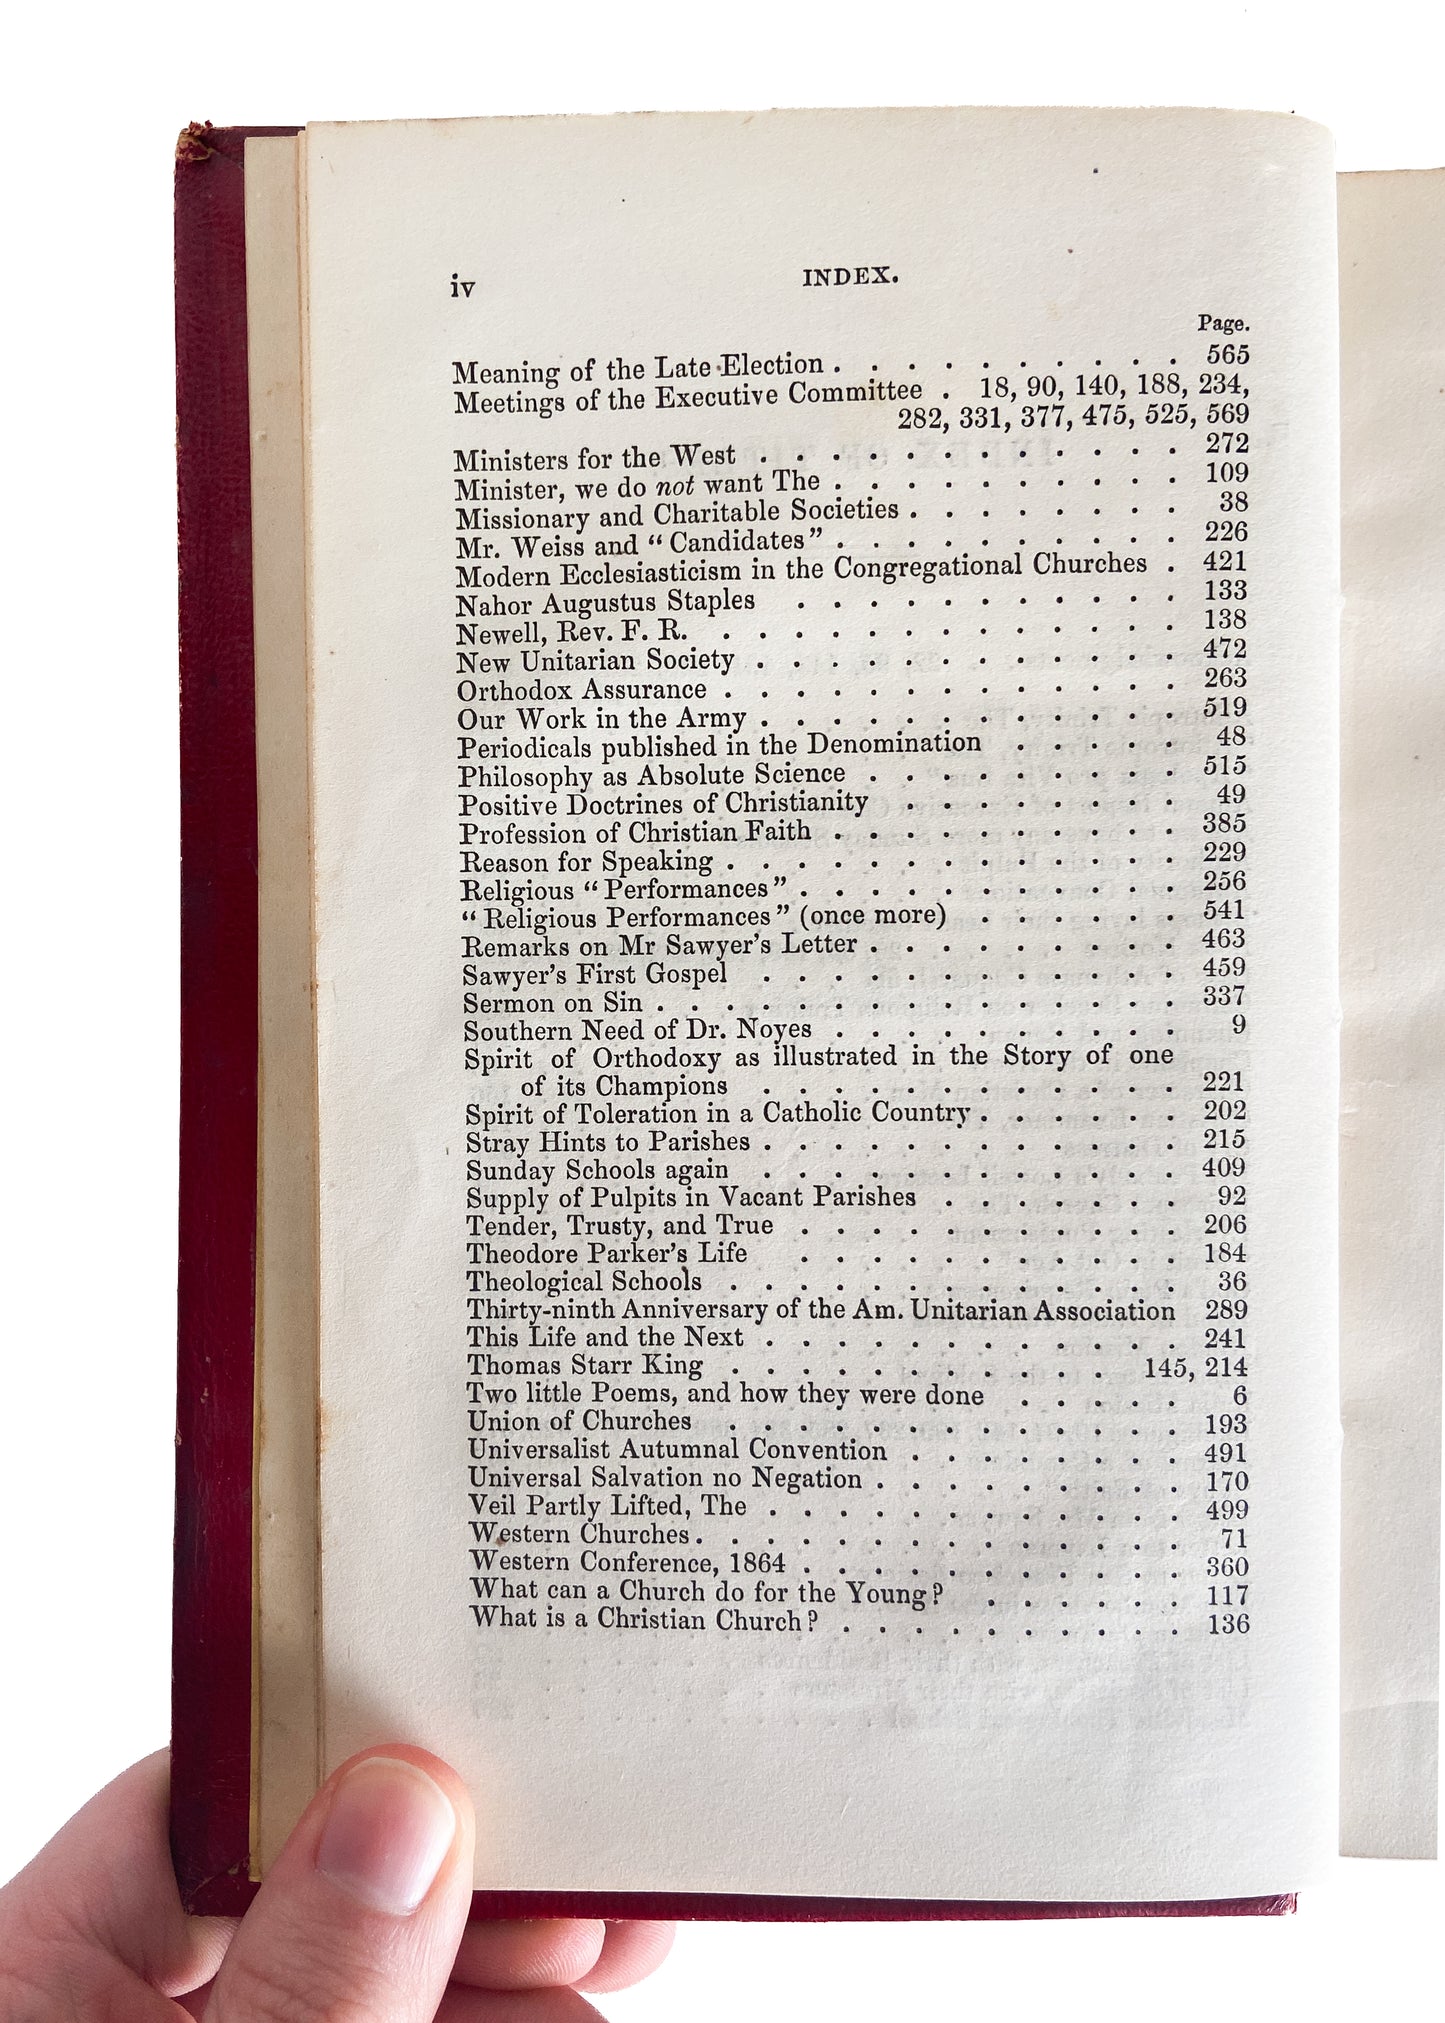 iv
INDEX.
Page.
Meaning of the Late Election . . . . . . . . . . 565
Meetings of the Executive Committee . 18, 90, 140, 188, 234,
282, 331, 377, 475, 525, 569
Ministers for the West . . . . . . . . . . . . 272
Minister, we do not want The . . . . . . . . . . 109
Missionary and Charitable Societies . . . . . . . . 38
Mr. Weiss and “Candidates” . . . . . . . . . . 226
Modern Ecclesiasticism in the Congregational Churches . 421
Nahor Augustus Staples . . . . . . . . . . . 133
Newell, Rev. F. R. . . . . . . . . . . . . . 138
New Unitarian Society . . . . . . . . . . . . 472
Orthodox Assurance . . . . . . . . . . . . . 263
Our Work in the Army . . . . . . . . . . . . 519
Periodicals published in the Denomination . . . . . 48
Philosophy as Absolute Science . . . . . . . . . 515
Positive Doctrines of Christianity . . . . . . . . 49
Profession of Christian Faith . . . . . . . . . . 385
Reason for Speaking . . . . . . . . . . . . . 229
Religious “Performances” . . . . . . . . . . . 256
“Religious Performances” (once more) . . . . . . 541
Remarks on Mr Sawyer's Letter . . . . . . . . . 463
Sawyer's First Gospel . . . . . . . . . . . . 459
Sermon on Sin . . . . . . . . . . . . . . . 337
Southern Need of Dr. Noyes . . . . . . . . . . 9
Spirit of Orthodoxy as illustrated in the Story of one
of its Champions . . . . . . . . . . . . 221
Spirit of Toleration in a Catholic Country . . . . . . 202
Stray Hints to Parishes . . . . . . . . . . . . 215
Sunday Schools again . . . . . . . . . . . . 409
Supply of Pulpits in Vacant Parishes . . . . . . . 92
Tender, Trusty, and True . . . . . . . . . . . 206
Theodore Parker's Life . . . . . . . . . . . 184
Theological Schools . . . . . . . . . . . . . 36
Thirty-ninth Anniversary of the Am. Unitarian Association 289
This Life and the Next . . . . . . . . . . . . 241
Thomas Starr King . . . . . . . . . . . 145, 214
Two little Poems, and how they were done . . . . . 6
Union of Churches . . . . . . . . . . . . . 193
Universalist Autumnal Convention . . . . . . . . 491
Universal Salvation no Negation . . . . . . . . . 170
Veil Partly Lifted, The . . . . . . . . . . . . 499
Western Churches . . . . . . . . . . . . . . 71
Western Conference, 1864 . . . . . . . . . . . 360
What can a Church do for the Young? . . . . . . 117
What is a Christian Church? . . . . . . . . . . 136